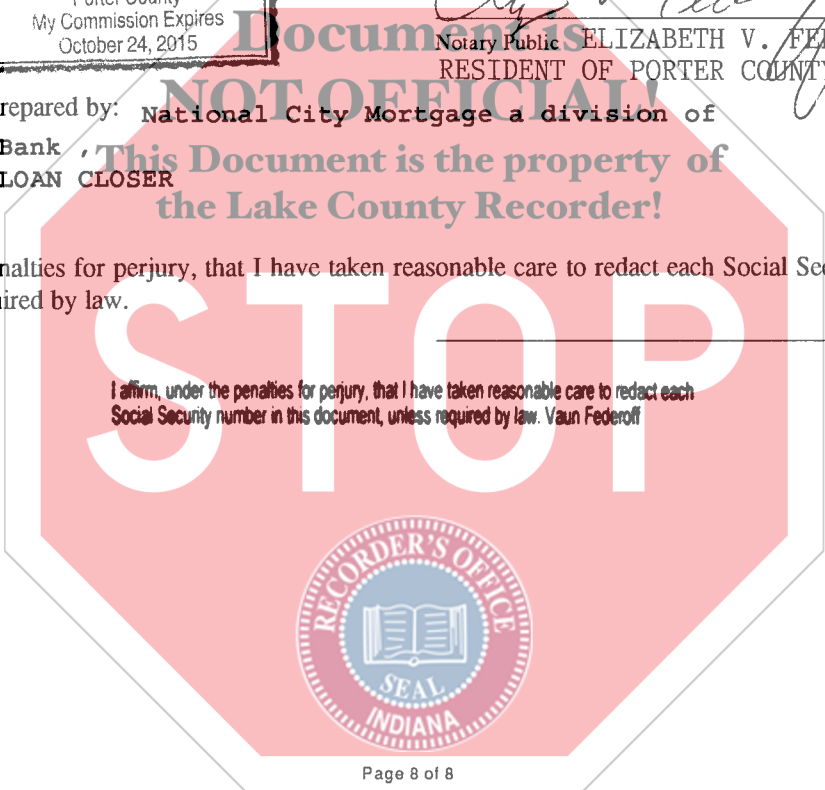 Porter County
My Commission Expires
October 24, 2015
Document is
Notary Public ELIZABETH V. FE
RESIDENT OF PORTER COUNTY
NOT OFFICIAL!
repared by: National City Mortgage a division of
Bank ,
This Document is the property of
LOAN CLOSER
the Lake County Recorder!
nalties for perjury, that I have taken reasonable care to redact each Social Sec
ired by law.
STOP
I affirm, under the penalties for perjury, that I have taken reasonable care to redact each
Social Security number in this document, unless required by law. Vaun Federoff
RECORDER'S OFFICE
SEAL
INDIANA
Page 8 of 8